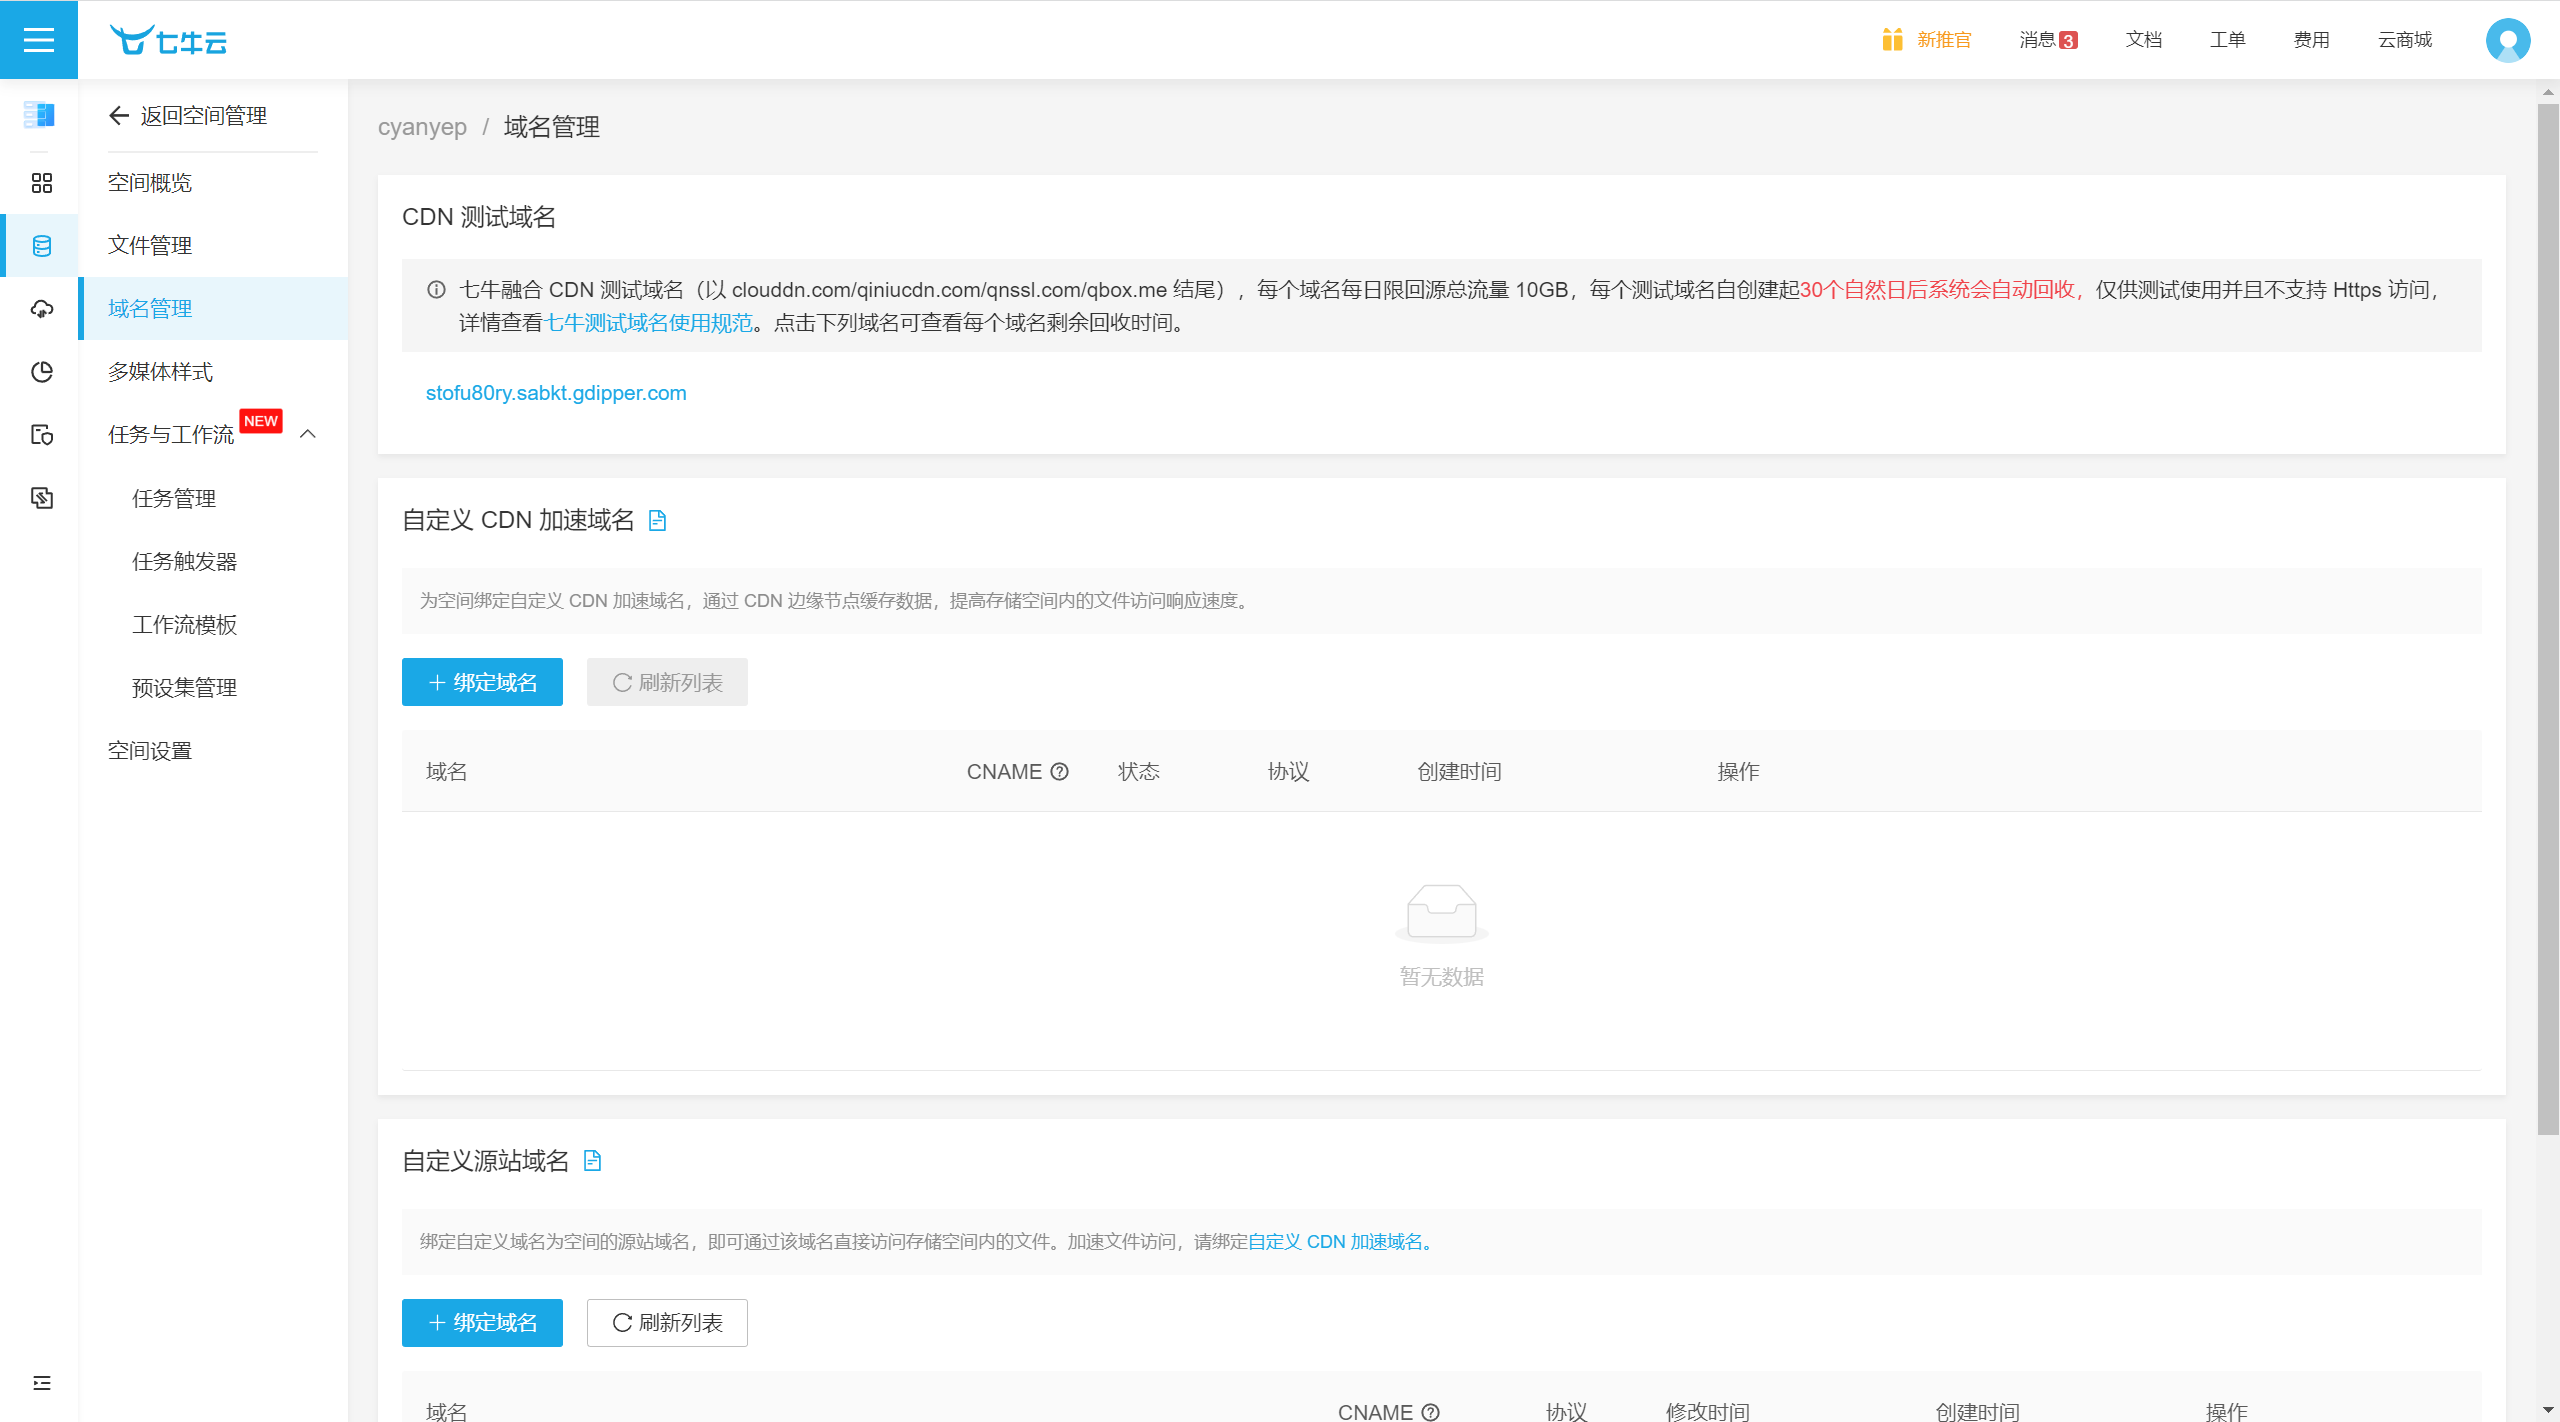 七牛云
新推官
消息 3
文档
工单
费用
云商城
返回空间管理
空间概览
文件管理
域名管理
多媒体样式
任务与工作流 NEW
任务管理
任务触发器
工作流模板
预设集管理
空间设置
cyanyep / 域名管理
CDN 测试域名
七牛融合 CDN 测试域名（以 clouddn.com/qiniucdn.com/qnssl.com/qbox.me 结尾），每个域名每日限回源总流量 10GB，每个测试域名自创建起30个自然日后系统会自动回收，仅供测试使用并且不支持 Https 访问，
详情查看七牛测试域名使用规范。点击下列域名可查看每个域名剩余回收时间。
stofu80ry.sabkt.gdipper.com
自定义 CDN 加速域名
为空间绑定自定义 CDN 加速域名，通过 CDN 边缘节点缓存数据，提高存储空间内的文件访问响应速度。
绑定域名 刷新列表
域名 CNAME 状态 协议 创建时间 操作
暂无数据
自定义源站域名
绑定自定义域名为空间的源站域名，即可通过该域名直接访问存储空间内的文件。加速文件访问，请绑定自定义 CDN 加速域名。
绑定域名 刷新列表
域名 CNAME 协议 修改时间 创建时间 操作